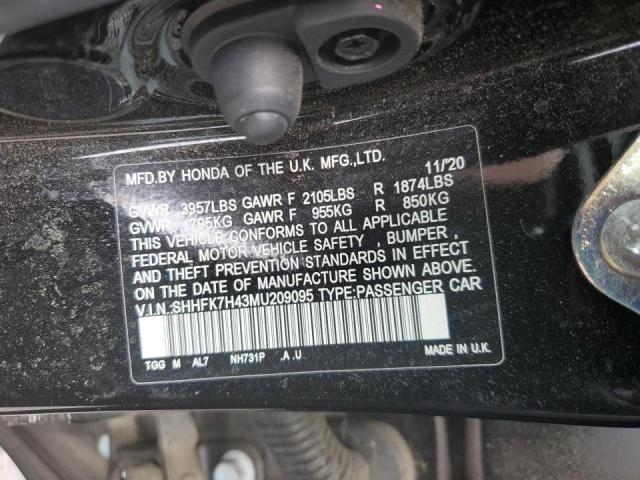 MFD.BY HONDA OF THE U.K. MFG.,LTD. 11/20
GVWR 3957LBS GAWR F 2105LBS R 1874LBS
GVWR 1795KG GAWR F 955KG R 850KG
THIS VEHICLE CONFORMS TO ALL APPLICABLE
FEDERAL MOTOR VEHICLE SAFETY , BUMPER ,
AND THEFT PREVENTION STANDARDS IN EFFECT
ON THE DATE OF MANUFACTURE SHOWN ABOVE.
V.I.N.:SHHFK7H43MU209095 TYPE:PASSENGER CAR
TGG M AL7 NH731P .A .U MADE IN U.K.